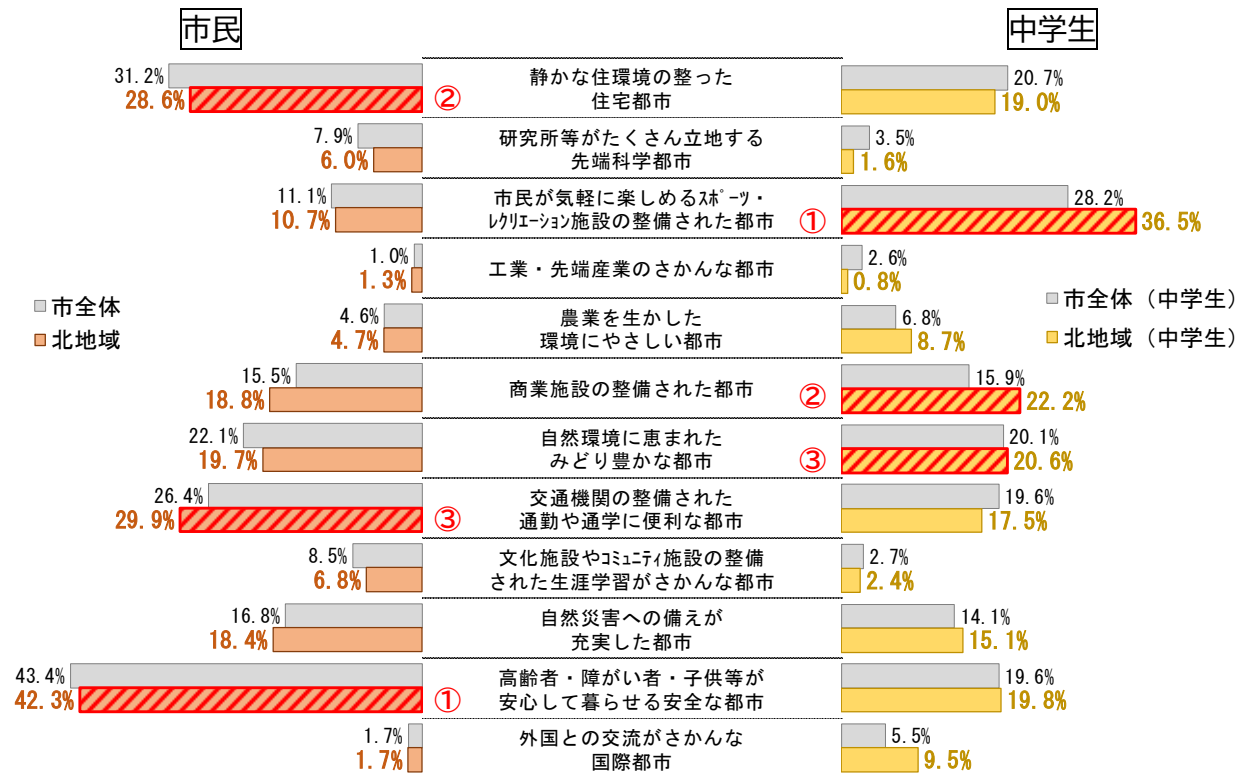 市民
中学生
31.2%
28.6%
②
静かな住環境の整った
住宅都市
20.7%
19.0%
7.9%
6.0%
研究所等がたくさん立地する
先端科学都市
3.5%
1.6%
11.1%
10.7%
市民が気軽に楽しめるｽﾎﾟｰﾂ・
ﾚｸﾘｴｰｼｮﾝ施設の整備された都市
①
28.2%
36.5%
1.0%
1.3%
工業・先端産業のさかんな都市
2.6%
0.8%
市全体
北地域
4.6%
4.7%
農業を生かした
環境にやさしい都市
6.8%
8.7%
市全体（中学生）
北地域（中学生）
15.5%
18.8%
商業施設の整備された都市
②
15.9%
22.2%
22.1%
19.7%
自然環境に恵まれた
みどり豊かな都市
③
20.1%
20.6%
26.4%
29.9%
③
交通機関の整備された
通勤や通学に便利な都市
19.6%
17.5%
8.5%
6.8%
文化施設やｺﾐｭﾆﾃｨ施設の整備
された生涯学習がさかんな都市
2.7%
2.4%
16.8%
18.4%
自然災害への備えが
充実した都市
14.1%
15.1%
43.4%
42.3%
①
高齢者・障がい者・子供等が
安心して暮らせる安全な都市
19.6%
19.8%
1.7%
1.7%
外国との交流がさかんな
国際都市
5.5%
9.5%